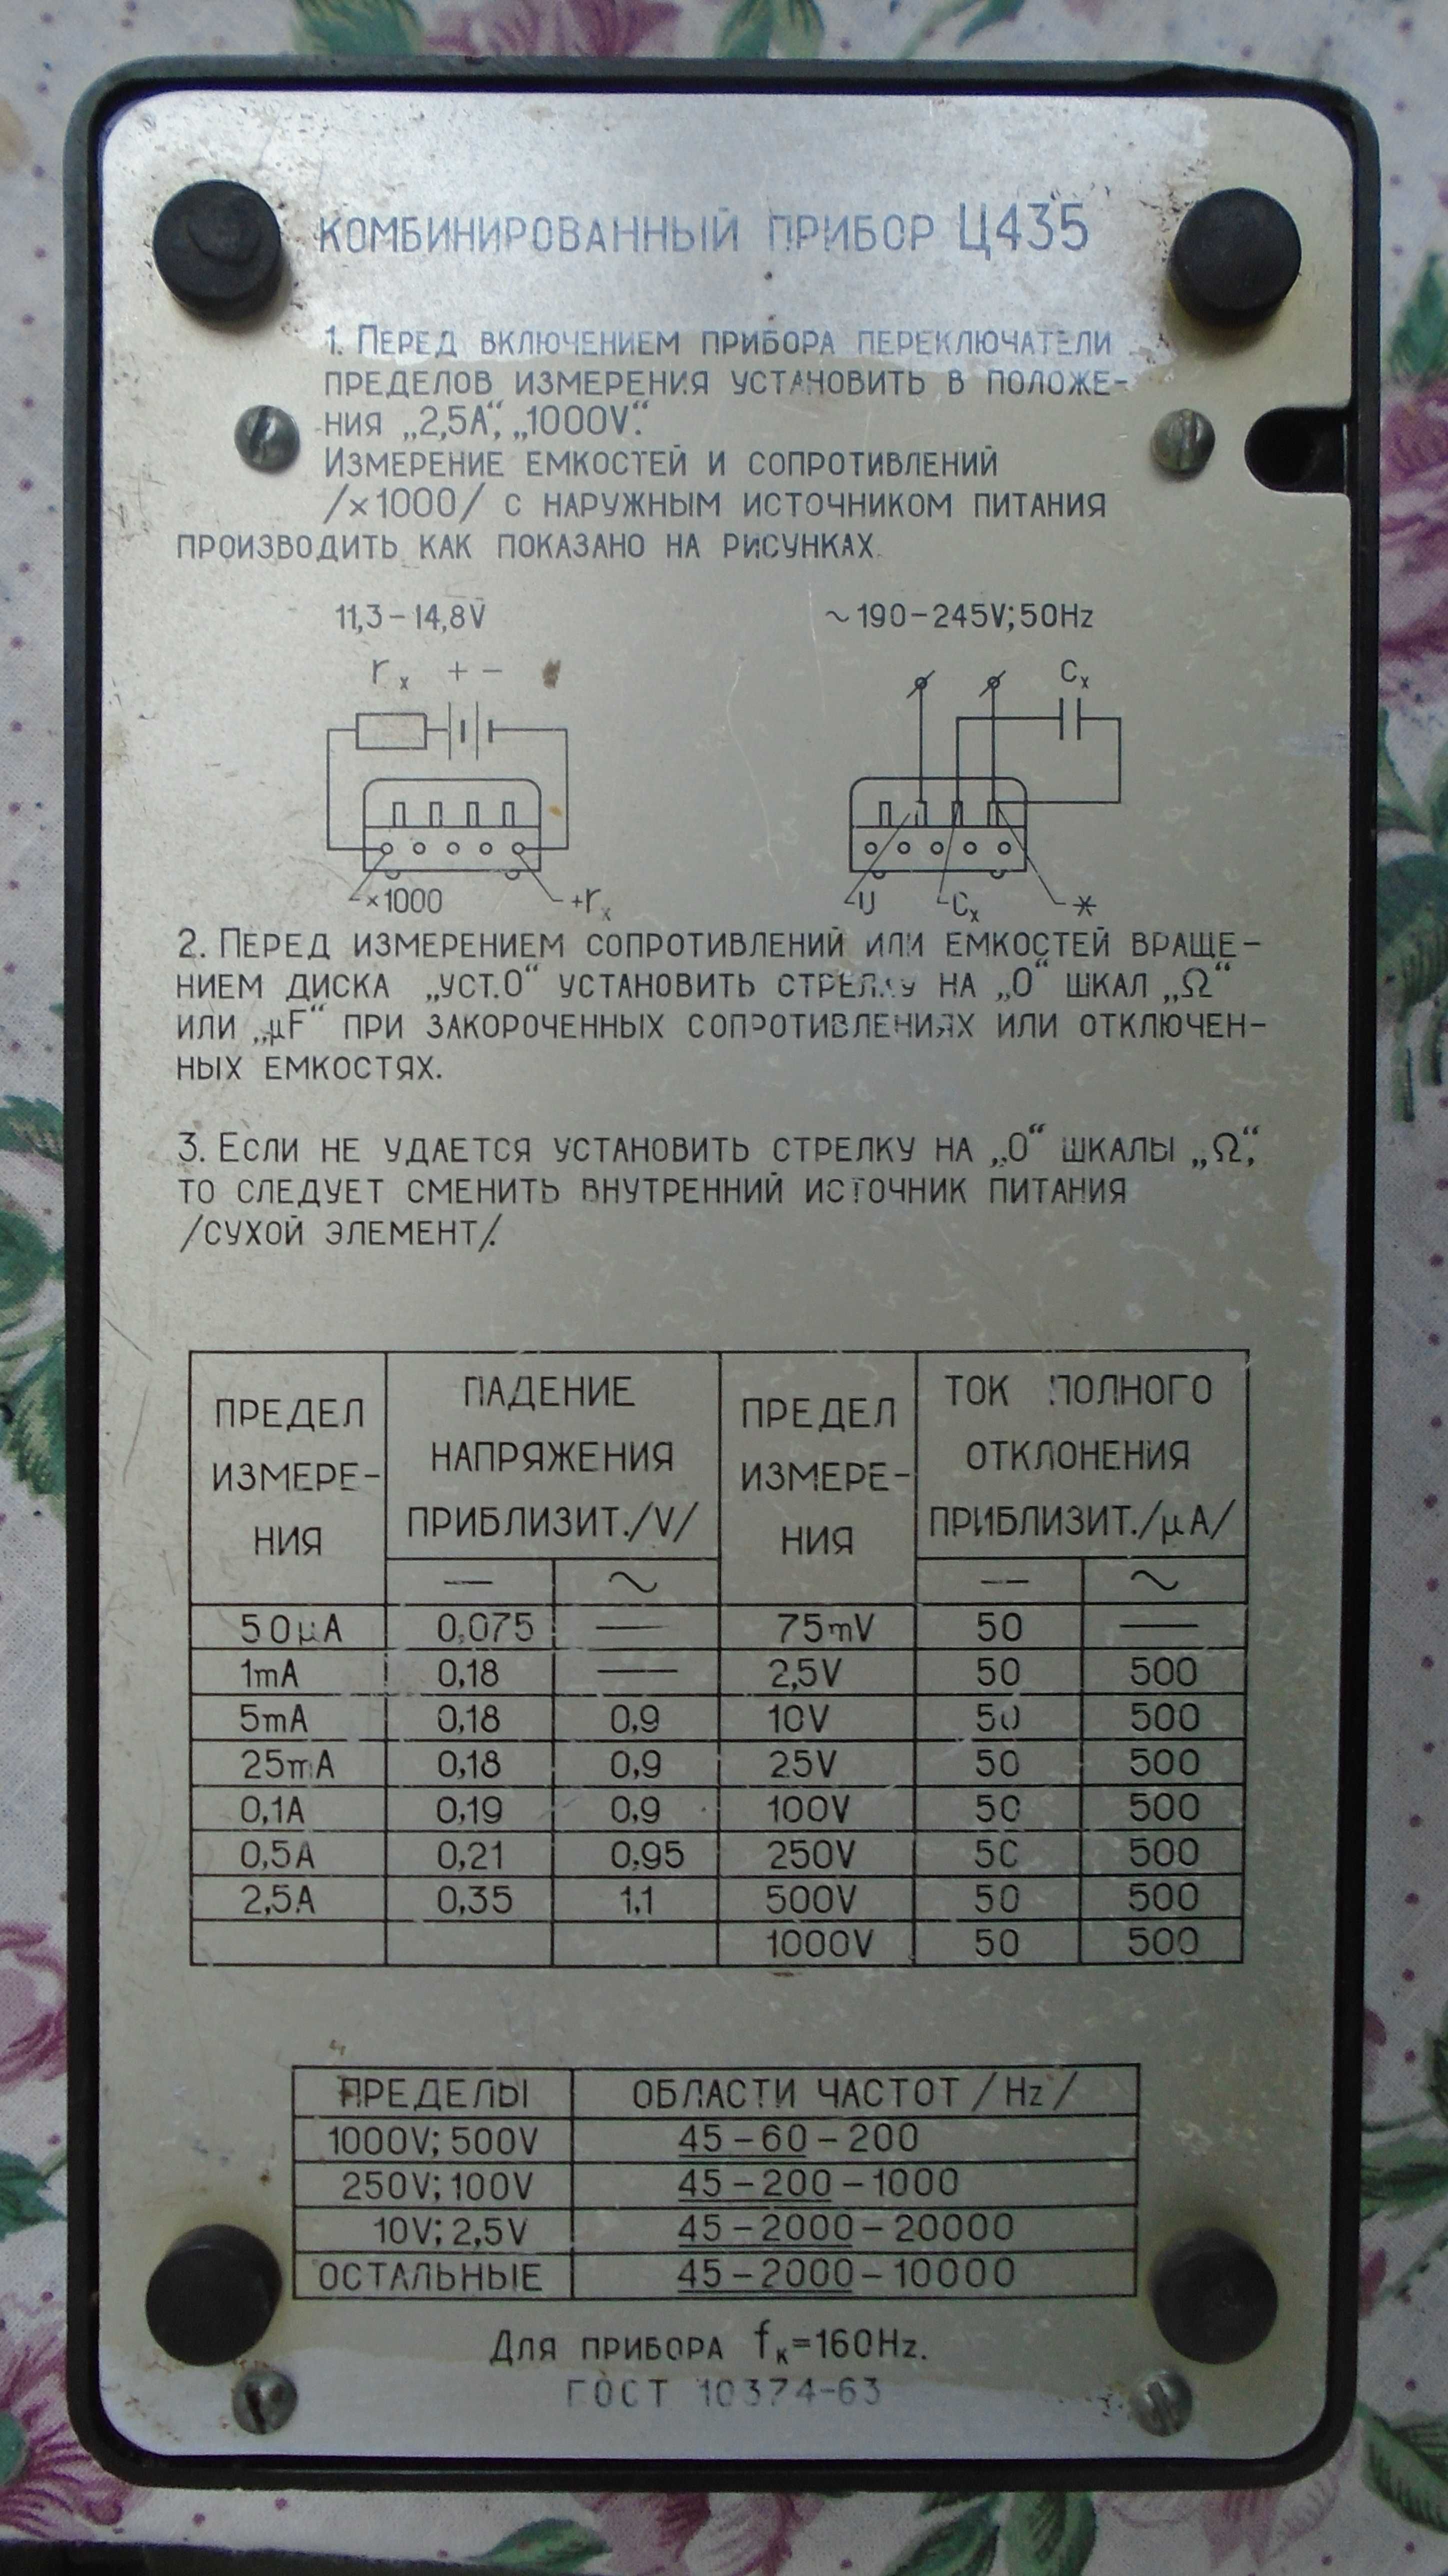 КОМБИНИРОВАННЫЙ ПРИБОР Ц435
1. ПЕРЕД ВКЛЮЧЕНИЕМ ПРИБОРА ПЕРЕКЛЮЧАТЕЛИ
ПРЕДЕЛОВ ИЗМЕРЕНИЯ УСТАНОВИТЬ В ПОЛОЖЕ-
НИЯ „2,5А“, „1000V“.
ИЗМЕРЕНИЕ ЕМКОСТЕЙ И СОПРОТИВЛЕНИЙ
/×1000/ С НАРУЖНЫМ ИСТОЧНИКОМ ПИТАНИЯ
ПРОИЗВОДИТЬ КАК ПОКАЗАНО НА РИСУНКАХ.
11,3–14,8V ~190–245V; 50Hz
rx + – Cx
×1000 +rx U Cx *
2. ПЕРЕД ИЗМЕРЕНИЕМ СОПРОТИВЛЕНИЙ ИЛИ ЕМКОСТЕЙ ВРАЩЕ-
НИЕМ ДИСКА „УСТ.0“ УСТАНОВИТЬ СТРЕЛКУ НА „0“ ШКАЛ „Ω“
ИЛИ „μF“ ПРИ ЗАКОРОЧЕННЫХ СОПРОТИВЛЕНИЯХ ИЛИ ОТКЛЮЧЕН-
НЫХ ЕМКОСТЯХ.
3. ЕСЛИ НЕ УДАЕТСЯ УСТАНОВИТЬ СТРЕЛКУ НА „0“ ШКАЛЫ „Ω“,
ТО СЛЕДУЕТ СМЕНИТЬ ВНУТРЕННИЙ ИСТОЧНИК ПИТАНИЯ
/СУХОЙ ЭЛЕМЕНТ/.
ПРЕДЕЛ ИЗМЕРЕ-НИЯ ПАДЕНИЕ НАПРЯЖЕНИЯ ПРИБЛИЗИТ./V/ ПРЕДЕЛ ИЗМЕРЕ-НИЯ ТОК ПОЛНОГО ОТКЛОНЕНИЯ ПРИБЛИЗИТ./μA/
— ~ — ~
50μA 0,075 — 75mV 50 —
1mA 0,18 — 2,5V 50 500
5mA 0,18 0,9 10V 50 500
25mA 0,18 0,9 25V 50 500
0,1A 0,19 0,9 100V 50 500
0,5A 0,21 0,95 250V 50 500
2,5A 0,35 1,1 500V 50 500
1000V 50 500
ПРЕДЕЛЫ ОБЛАСТИ ЧАСТОТ /Hz/
1000V; 500V 45–60–200
250V; 100V 45–200–1000
10V; 2,5V 45–2000–20000
ОСТАЛЬНЫЕ 45–2000–10000
ДЛЯ ПРИБОРА fк=160Hz.
ГОСТ 10374-63